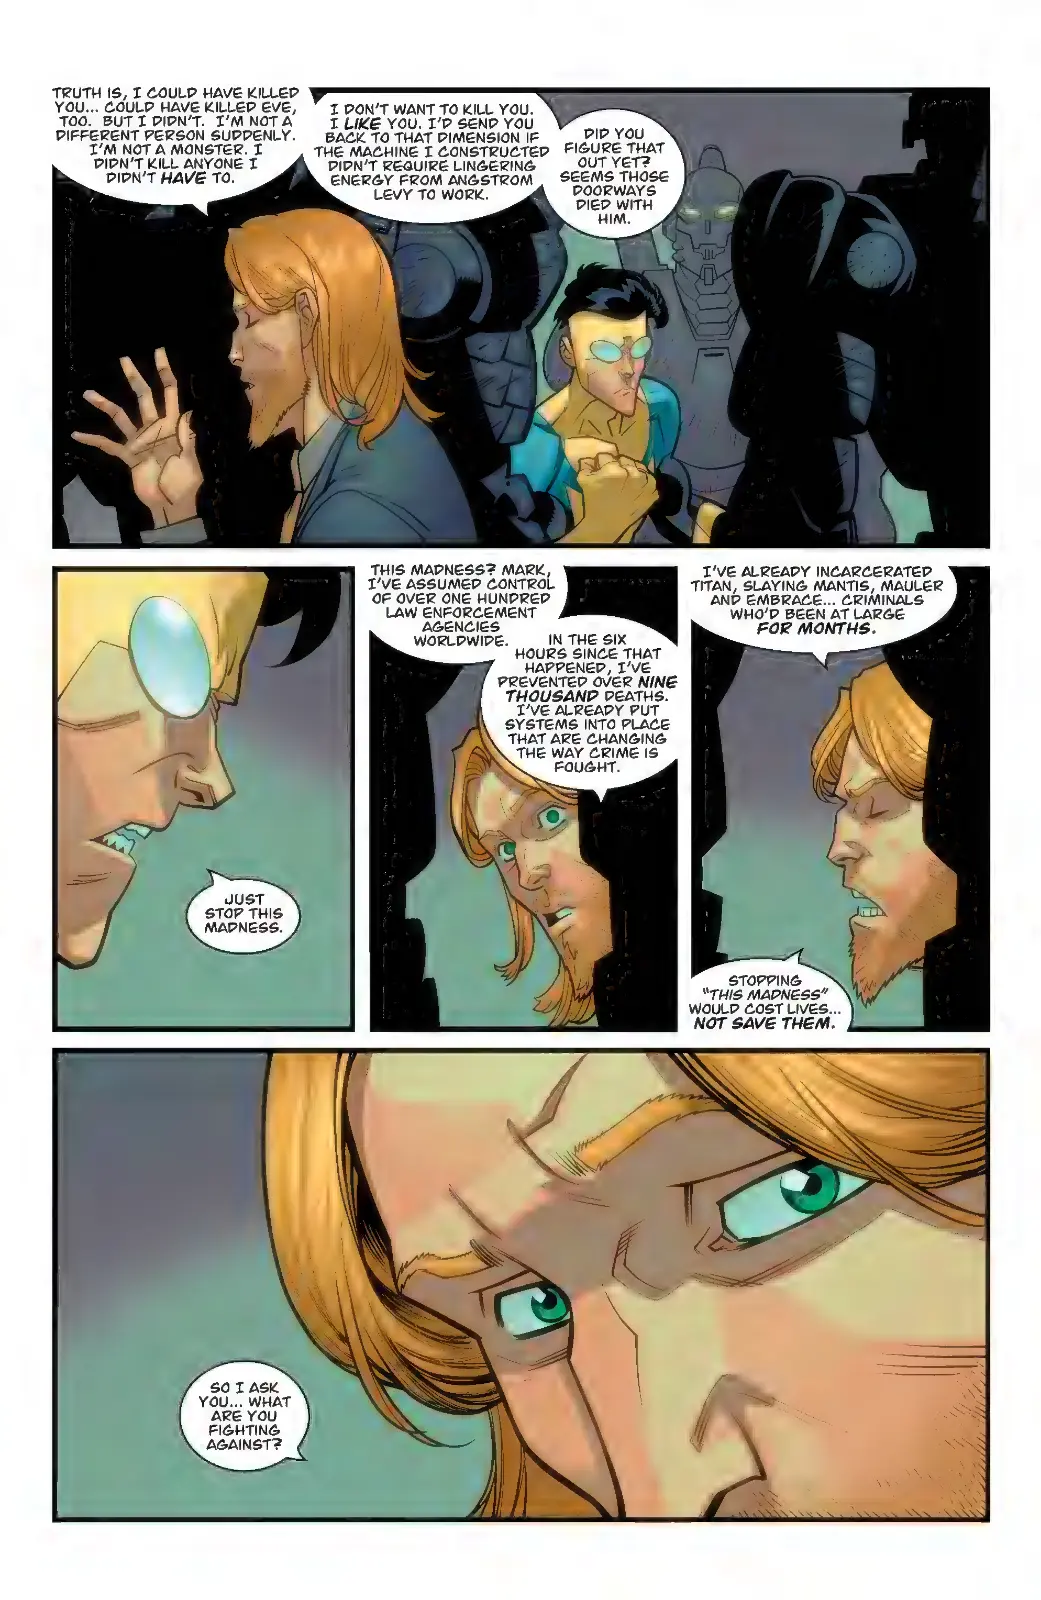 TRUTH IS, I COULD HAVE KILLED
YOU... COULD HAVE KILLED EVE,
TOO. BUT I DIDN'T. I'M NOT A
DIFFERENT PERSON SUDDENLY.
I'M NOT A MONSTER. I
DIDN'T KILL ANYONE I
DIDN'T HAVE TO.
I DON'T WANT TO KILL YOU.
I LIKE YOU. I'D SEND YOU
BACK TO THAT DIMENSION IF
THE MACHINE I CONSTRUCTED
DIDN'T REQUIRE LINGERING
ENERGY FROM ANGSTROM
LEVY TO WORK.
DID YOU
FIGURE THAT
OUT YET?
SEEMS THOSE
DOORWAYS
DIED WITH
HIM.
JUST
STOP THIS
MADNESS.
THIS MADNESS? MARK,
I'VE ASSUMED CONTROL
OF OVER ONE HUNDRED
LAW ENFORCEMENT
AGENCIES
WORLDWIDE.
IN THE SIX
HOURS SINCE THAT
HAPPENED, I'VE
PREVENTED OVER NINE
THOUSAND DEATHS.
I'VE ALREADY PUT
SYSTEMS INTO PLACE
THAT ARE CHANGING
THE WAY CRIME IS
FOUGHT.
I'VE ALREADY INCARCERATED
TITAN, SLAYING MANTIS, MAULER
AND EMBRACE... CRIMINALS
WHO'D BEEN AT LARGE
FOR MONTHS.
STOPPING
"THIS MADNESS"
WOULD COST LIVES...
NOT SAVE THEM.
SO I ASK
YOU... WHAT
ARE YOU
FIGHTING
AGAINST?